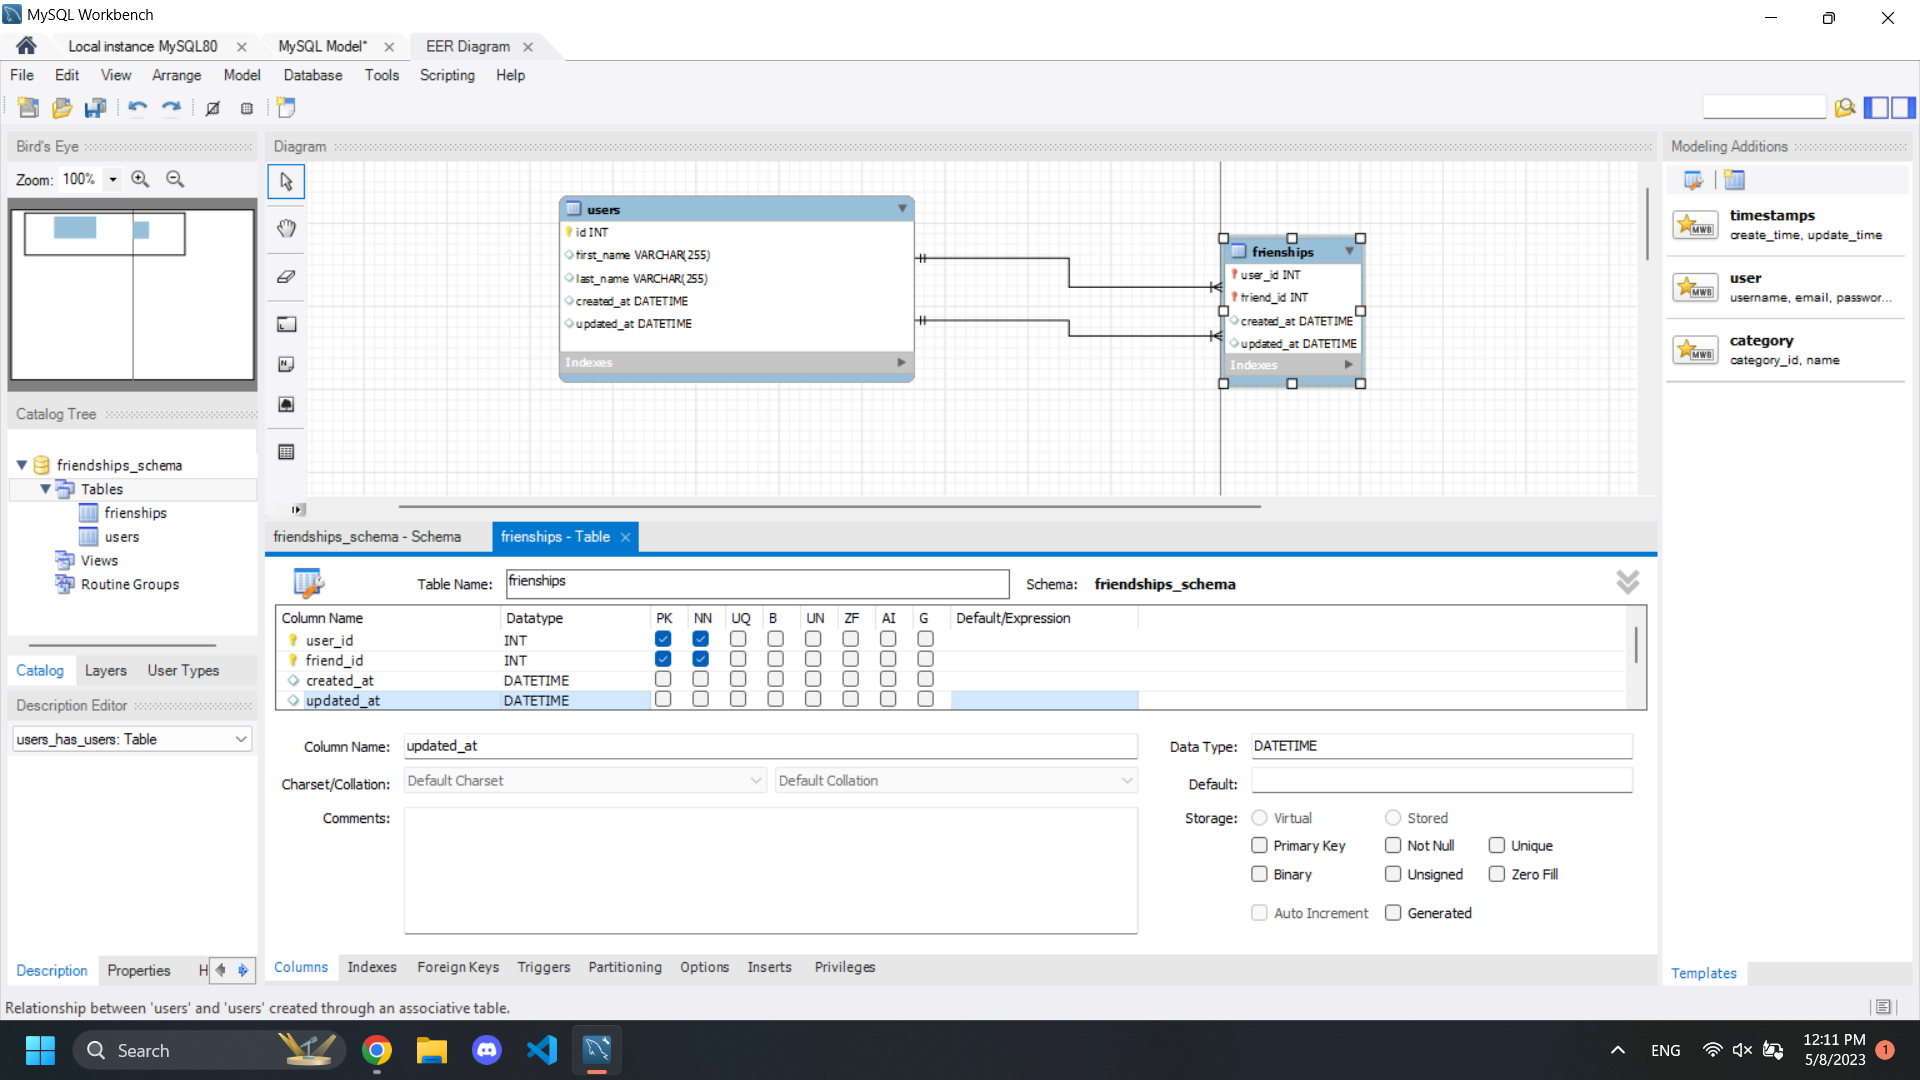 MySQL Workbench
Local instance MySQL80
MySQL Model*
EER Diagram
File Edit View Arrange Model Database Tools Scripting Help
Bird's Eye
Diagram
Modeling Additions
Zoom: 100%
users
id INT
first_name VARCHAR(255)
last_name VARCHAR(255)
created_at DATETIME
updated_at DATETIME
Indexes
frienships
user_id INT
friend_id INT
created_at DATETIME
updated_at DATETIME
Indexes
MWB
timestamps
create_time, update_time
MWB
user
username, email, passwor...
MWB
category
category_id, name
Catalog Tree
friendships_schema
Tables
frienships
users
Views
Routine Groups
Catalog Layers User Types
Description Editor
users_has_users: Table
Description Properties H
friendships_schema - Schema
frienships - Table
Table Name: frienships
Schema: friendships_schema
Column Name Datatype PK NN UQ B UN ZF AI G Default/Expression
user_id INT
friend_id INT
created_at DATETIME
updated_at DATETIME
Column Name: updated_at
Data Type: DATETIME
Charset/Collation: Default Charset Default Collation
Default:
Comments:
Storage: Virtual Stored
Primary Key Not Null Unique
Binary Unsigned Zero Fill
Auto Increment Generated
Columns Indexes Foreign Keys Triggers Partitioning Options Inserts Privileges
Templates
Relationship between 'users' and 'users' created through an associative table.
Search
ENG
12:11 PM
5/8/2023
1